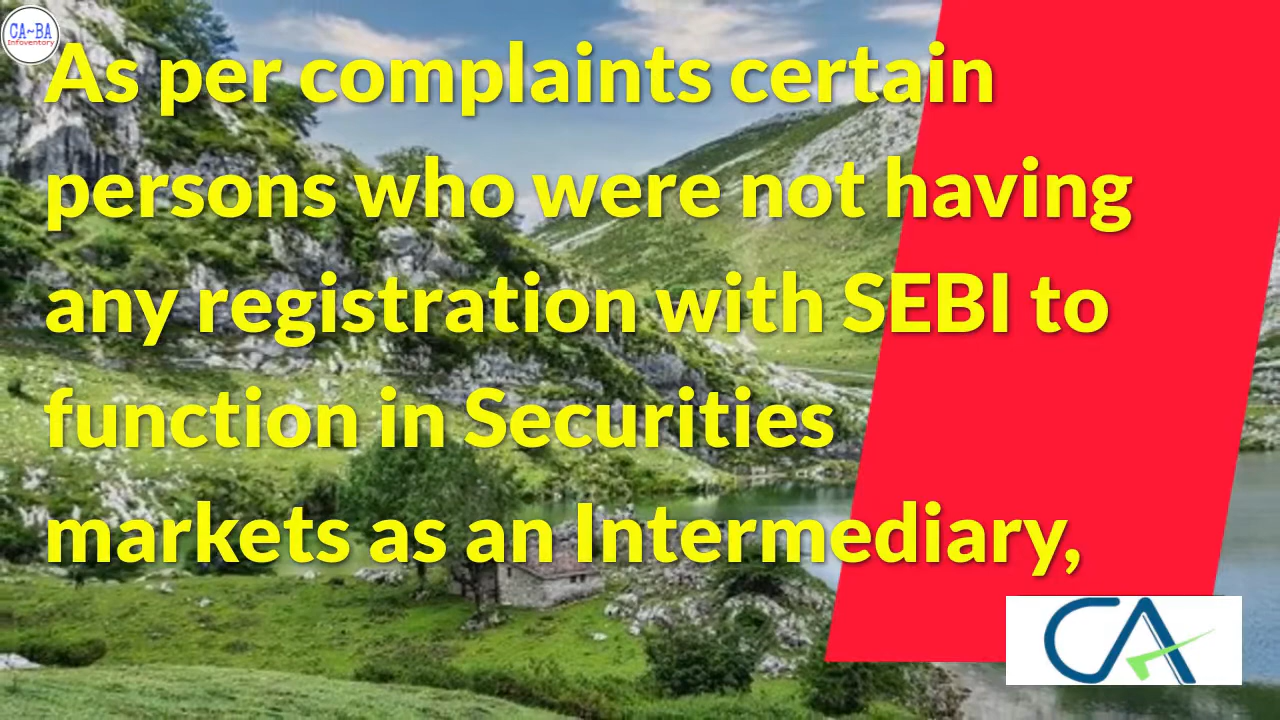 CA~BA
Infoventory
As per complaints certain
persons who were not having
any registration with SEBI to
function in Securities
markets as an Intermediary,
CA